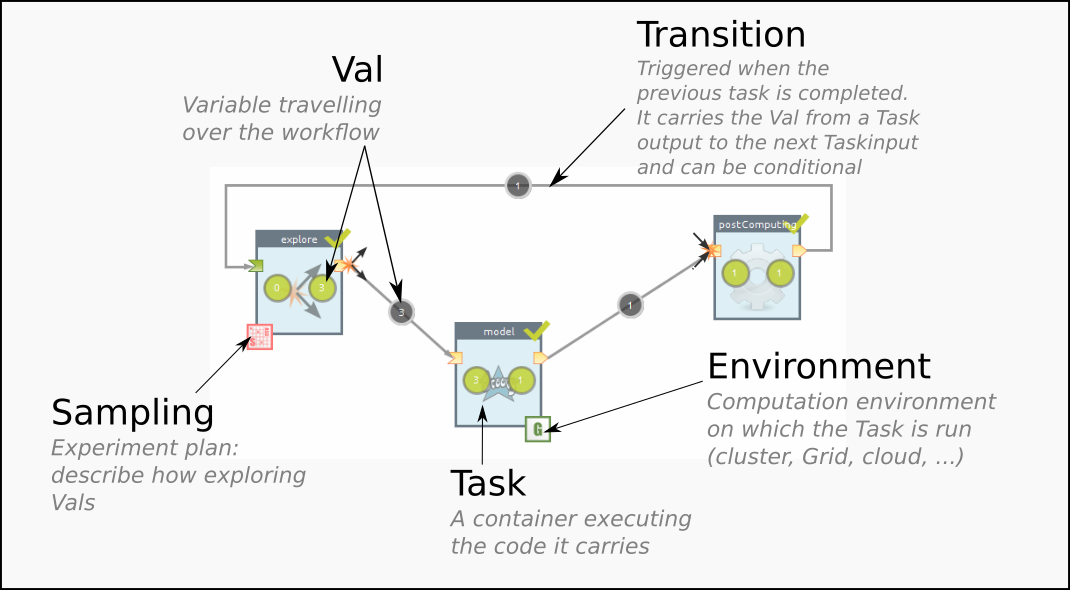 Transition
Triggered when the
previous task is completed.
It carries the Val from a Task
output to the next Taskinput
and can be conditional
Val
Variable travelling
over the workflow
1
explore
0 3
3
model
3 1
G
1
postComputing
1 1
Sampling
Experiment plan:
describe how exploring
Vals
Environment
Computation environment
on which the Task is run
(cluster, Grid, cloud, ...)
Task
A container executing
the code it carries